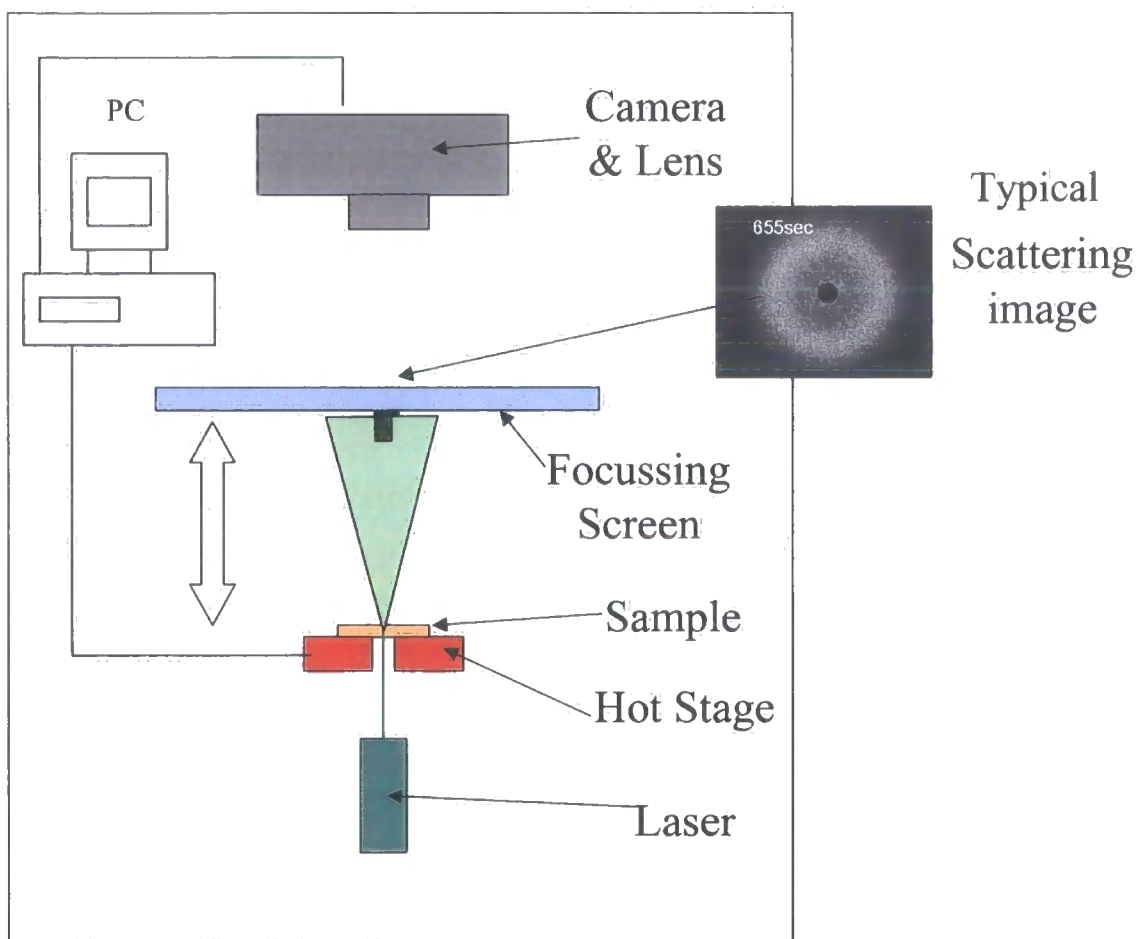 PC
Camera
& Lens
655sec
Typical
Scattering
image
Focussing
Screen
Sample
Hot Stage
Laser